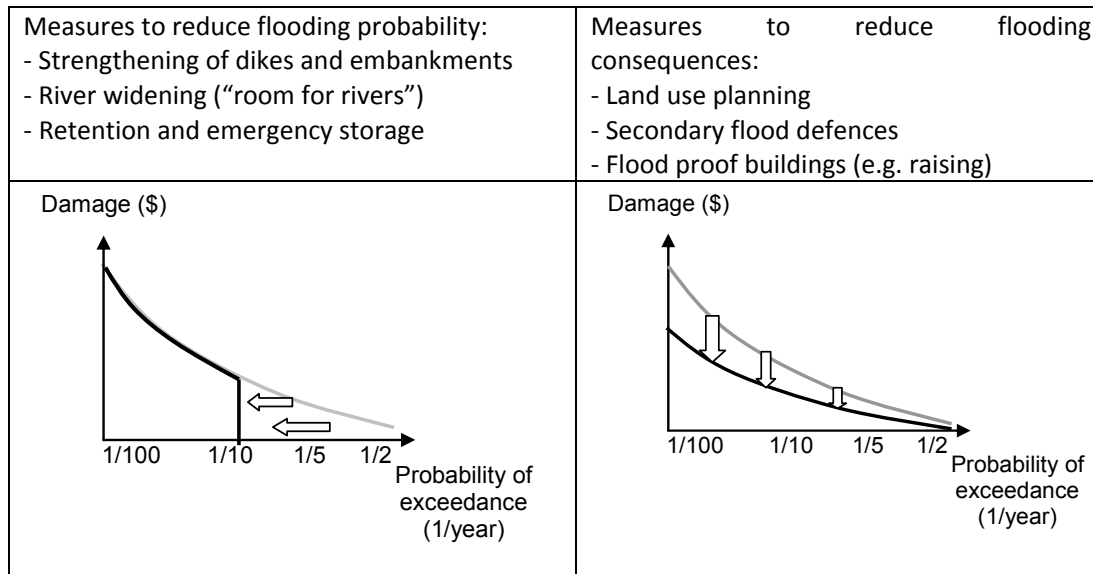 Measures to reduce flooding probability:
- Strengthening of dikes and embankments
- River widening (“room for rivers”)
- Retention and emergency storage
Measures to reduce flooding
consequences:
- Land use planning
- Secondary flood defences
- Flood proof buildings (e.g. raising)
Damage ($)
1/100 1/10 1/5 1/2
Probability of
exceedance
(1/year)
Damage ($)
1/100 1/10 1/5 1/2
Probability of
exceedance
(1/year)